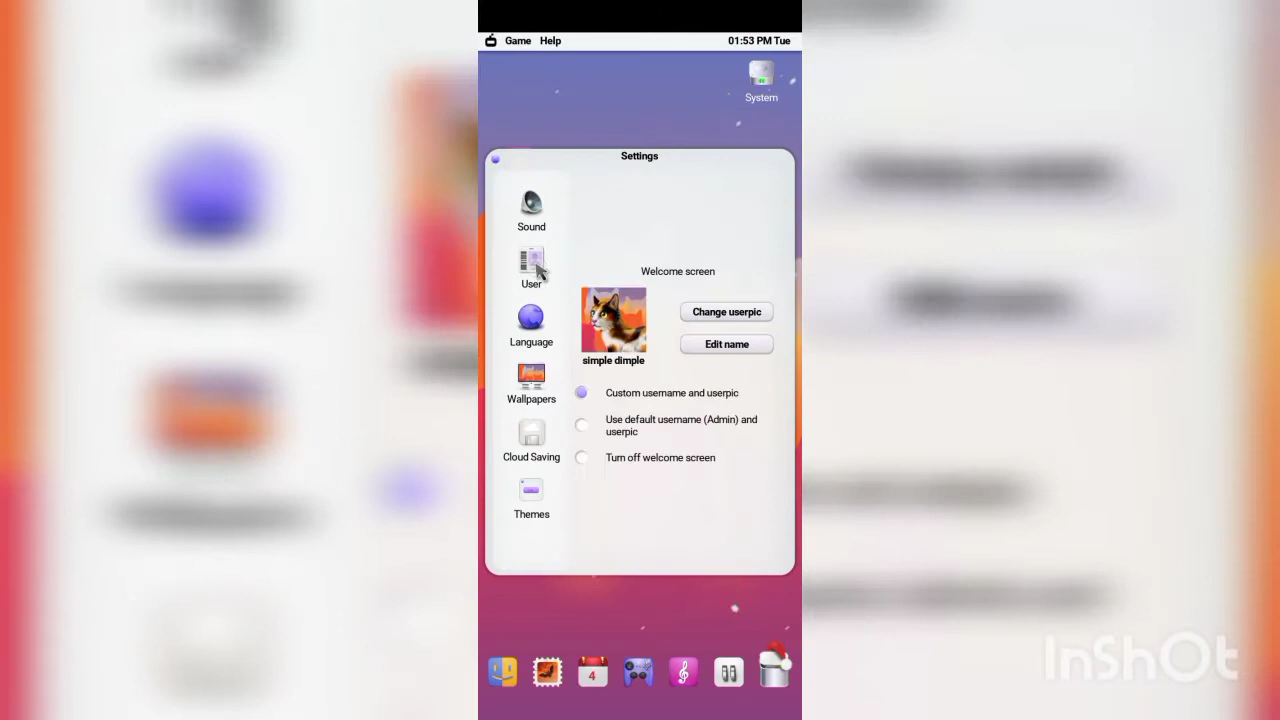 Game Help 01:53 PM Tue
System
Settings
Sound
User
Language
Wallpapers
Cloud Saving
Themes
Welcome screen
Change userpic
simple dimple
Edit name
Custom username and userpic
Use default username (Admin) and
userpic
Turn off welcome screen
4
InShOt